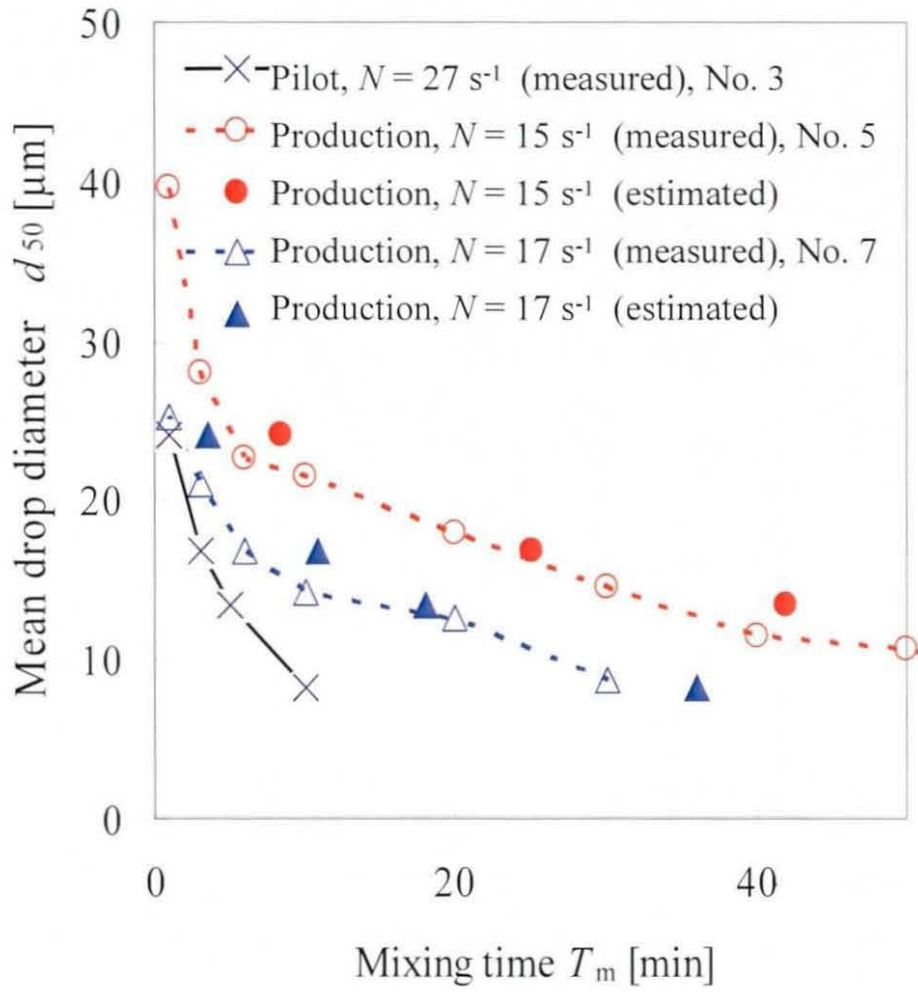 50
Pilot, N = 27 s-1 (measured), No. 3
Production, N = 15 s-1 (measured), No. 5
40
Production, N = 15 s-1 (estimated)
Production, N = 17 s-1 (measured), No. 7
Production, N = 17 s-1 (estimated)
30
20
10
0
Mean drop diameter d50 [μm]
0 20 40
Mixing time Tm [min]